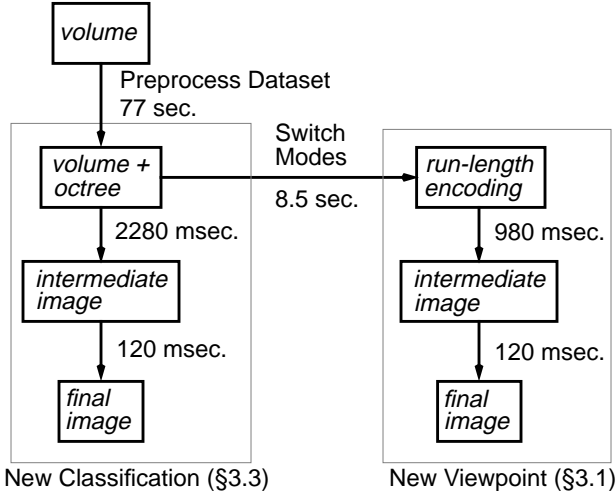 volume
Preprocess Dataset
77 sec.
volume +
octree
Switch
Modes
8.5 sec.
run-length
encoding
2280 msec.
980 msec.
intermediate
image
intermediate
image
120 msec.
120 msec.
final
image
final
image
New Classification (§3.3)
New Viewpoint (§3.1)